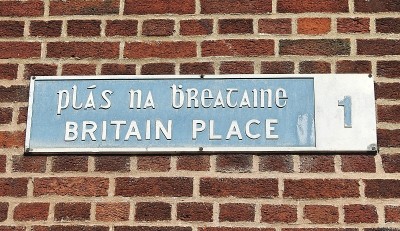 plás na breataine
BRITAIN PLACE
1